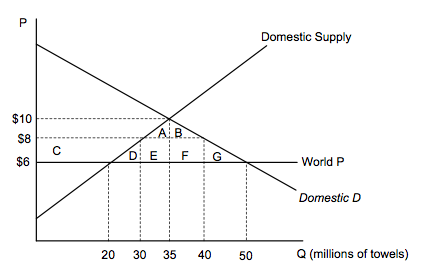 P
Domestic Supply
$10
A B
$8
C
D E F G
$6
World P
Domestic D
20 30 35 40 50 Q (millions of towels)